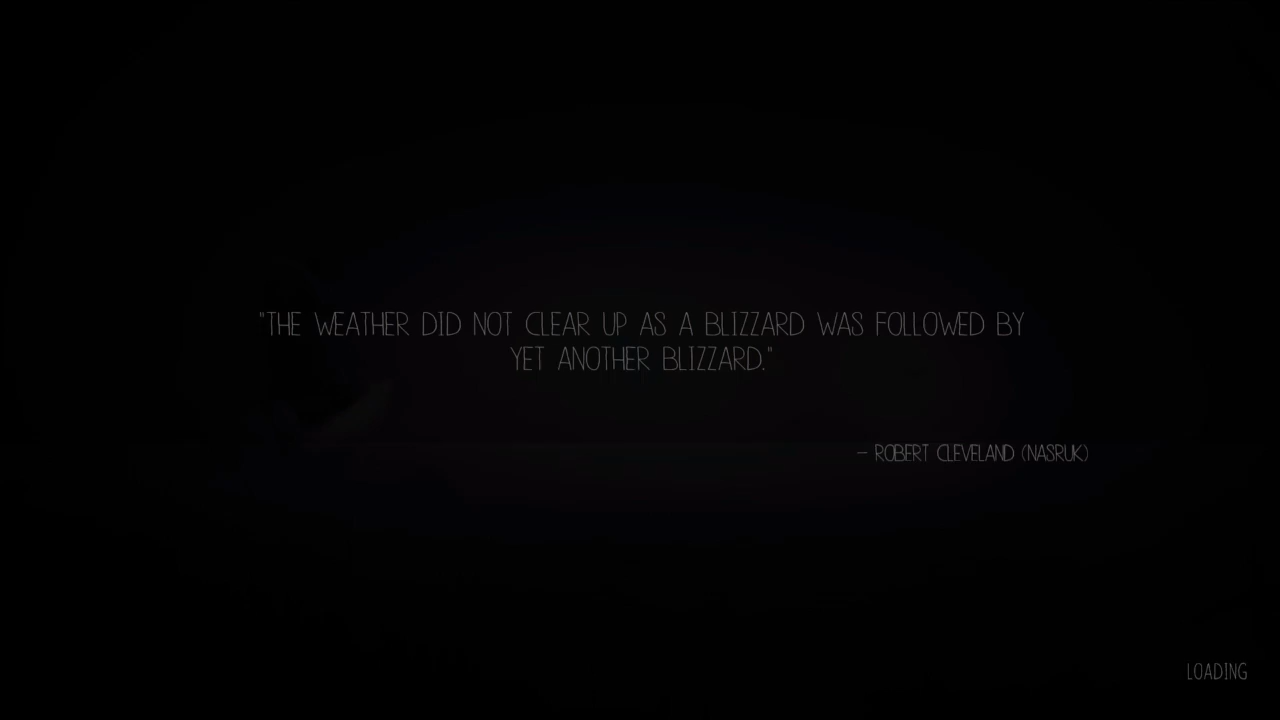 "THE WEATHER DID NOT CLEAR UP AS A BLIZZARD WAS FOLLOWED BY
YET ANOTHER BLIZZARD."
– ROBERT CLEVELAND (NASRUK)
LOADING